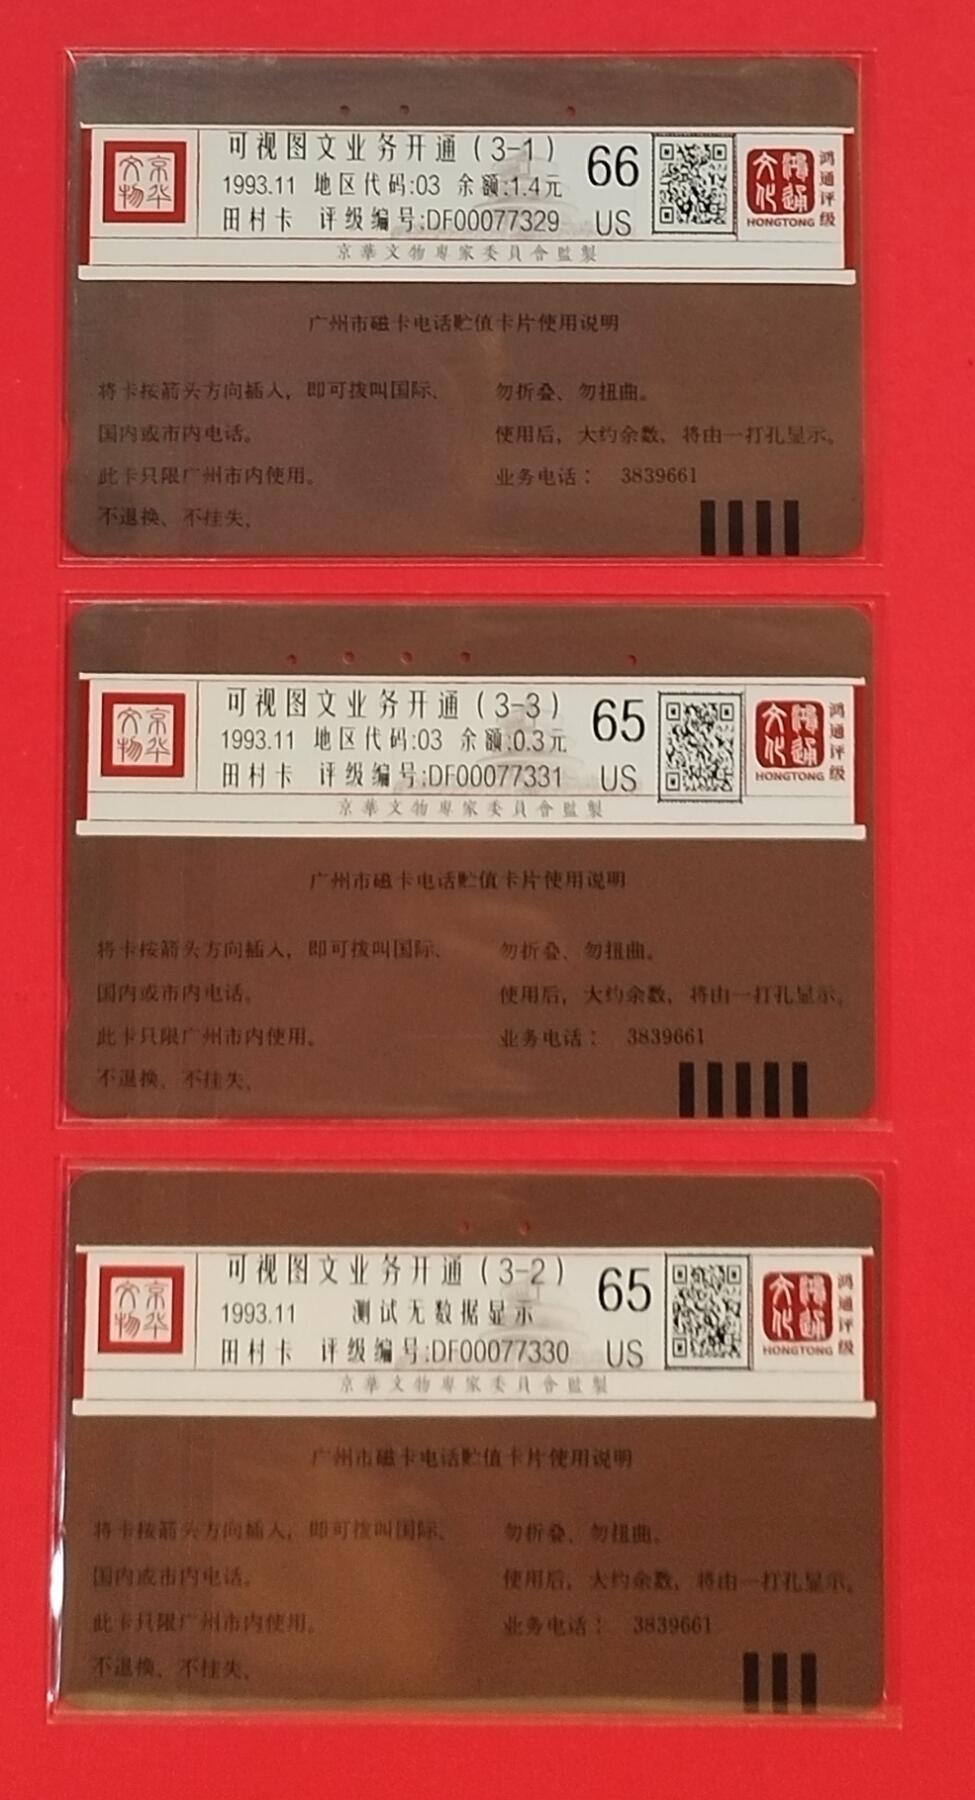 京华文物
可视图文业务开通(3-1)
1993.11 地区代码:03 余额:1.4元
田村卡 评级编号:DF00077329
66
US
鸿通文化
HONGTONG
鸿通评级
京華文物專家委員會監製
广州市磁卡电话贮值卡片使用说明
将卡按箭头方向插入，即可拨叫国际、
国内或市内电话。
此卡只限广州市内使用。
不退换、不挂失、
勿折叠、勿扭曲。
使用后，大约余数，将由一打孔显示。
业务电话： 3839661
京华文物
可视图文业务开通(3-3)
1993.11 地区代码:03 余额:0.3元
田村卡 评级编号:DF00077331
65
US
鸿通文化
HONGTONG
鸿通评级
京華文物專家委員會監製
广州市磁卡电话贮值卡片使用说明
将卡按箭头方向插入，即可拨叫国际、
国内或市内电话。
此卡只限广州市内使用。
不退换、不挂失、
勿折叠、勿扭曲。
使用后，大约余数，将由一打孔显示。
业务电话： 3839661
京华文物
可视图文业务开通(3-2)
1993.11 测试无数据显示
田村卡 评级编号:DF00077330
65
US
鸿通文化
HONGTONG
鸿通评级
京華文物專家委員會監製
广州市磁卡电话贮值卡片使用说明
将卡按箭头方向插入，即可拨叫国际、
国内或市内电话。
此卡只限广州市内使用。
不退换、不挂失、
勿折叠、勿扭曲。
使用后，大约余数，将由一打孔显示。
业务电话： 3839661